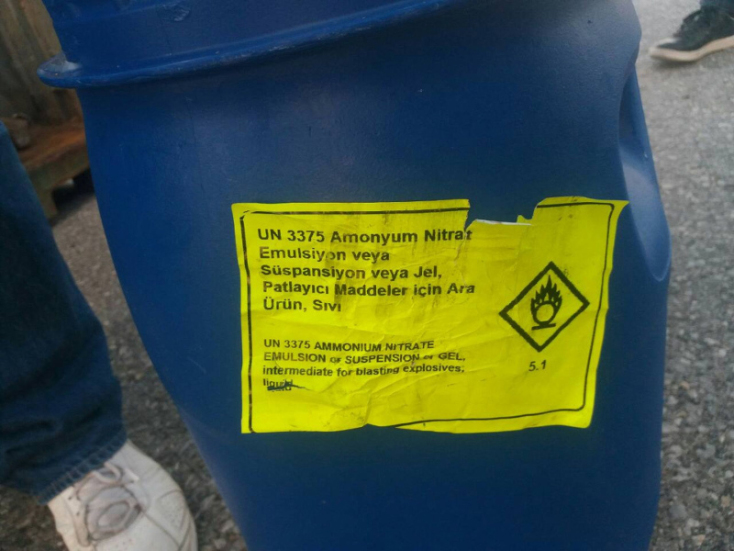 UN 3375 Amonyum Nitrat
Emülsiyon veya
Süspansiyon veya Jel,
Patlayıcı Maddeler için Ara
Ürün, Sıvı
UN 3375 AMMONIUM NITRATE
EMULSION or SUSPENSION or GEL,
intermediate for blasting explosives;
liquid
5.1